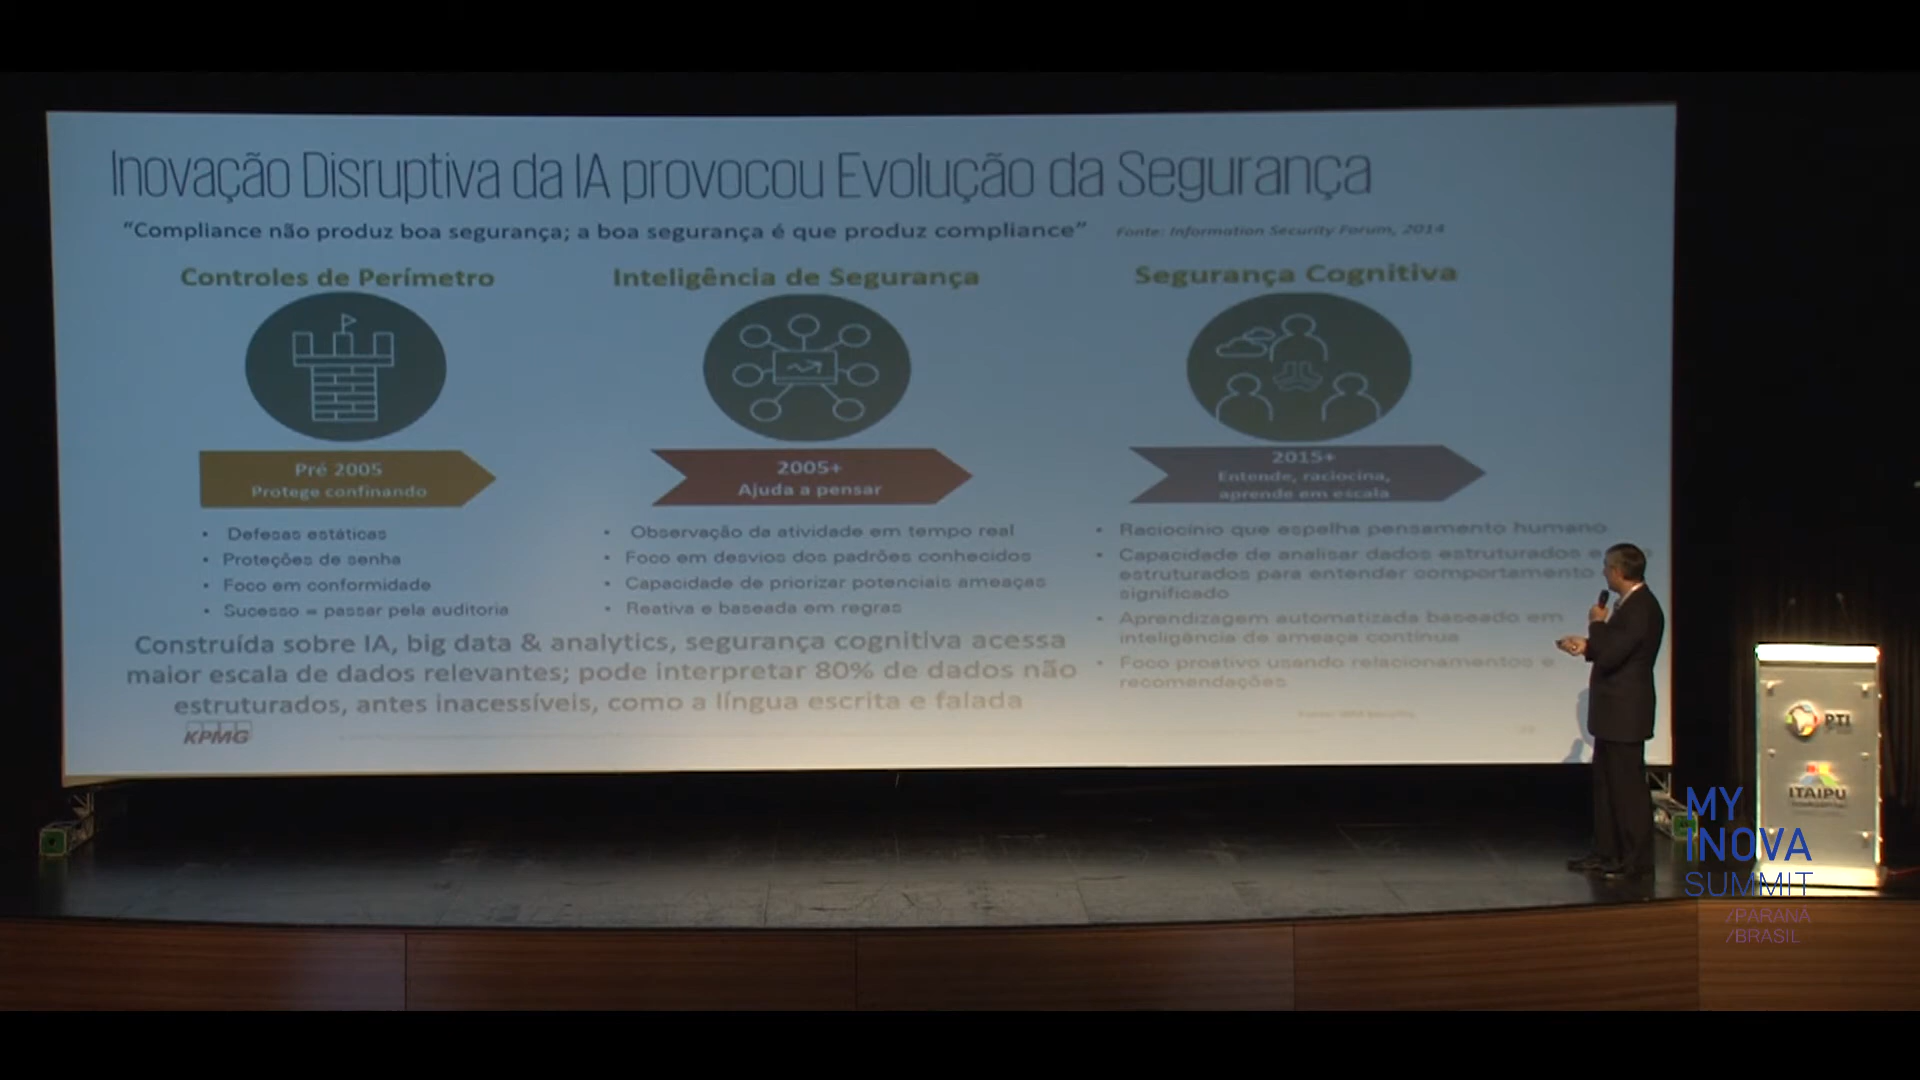 Inovação Disruptiva da IA provocou Evolução da Segurança
“Compliance não produz boa segurança; a boa segurança é que produz compliance” Fonte: Information Security Forum, 2014
Controles de Perímetro
Pré 2005
Protege confinando
• Defesas estáticas
• Proteções de senha
• Foco em conformidade
• Sucesso = passar pela auditoria
Inteligência de Segurança
2005+
Ajuda a pensar
• Observação da atividade em tempo real
• Foco em desvios dos padrões conhecidos
• Capacidade de priorizar potenciais ameaças
• Reativa e baseada em regras
Segurança Cognitiva
2015+
Entende, raciocina,
aprende em escala
• Raciocínio que espelha pensamento humano
• Capacidade de analisar dados estruturados e
estruturados para entender comportamento
significado
• Aprendizagem automatizada baseado em
inteligência de ameaça contínua
• Foco proativo usando relacionamentos e
recomendações
Construída sobre IA, big data & analytics, segurança cognitiva acessa
maior escala de dados relevantes; pode interpretar 80% de dados não
estruturados, antes inacessíveis, como a língua escrita e falada
KPMG
PTI
ITAIPU
MY
INOVA
SUMMIT
/PARANÁ
/BRASIL